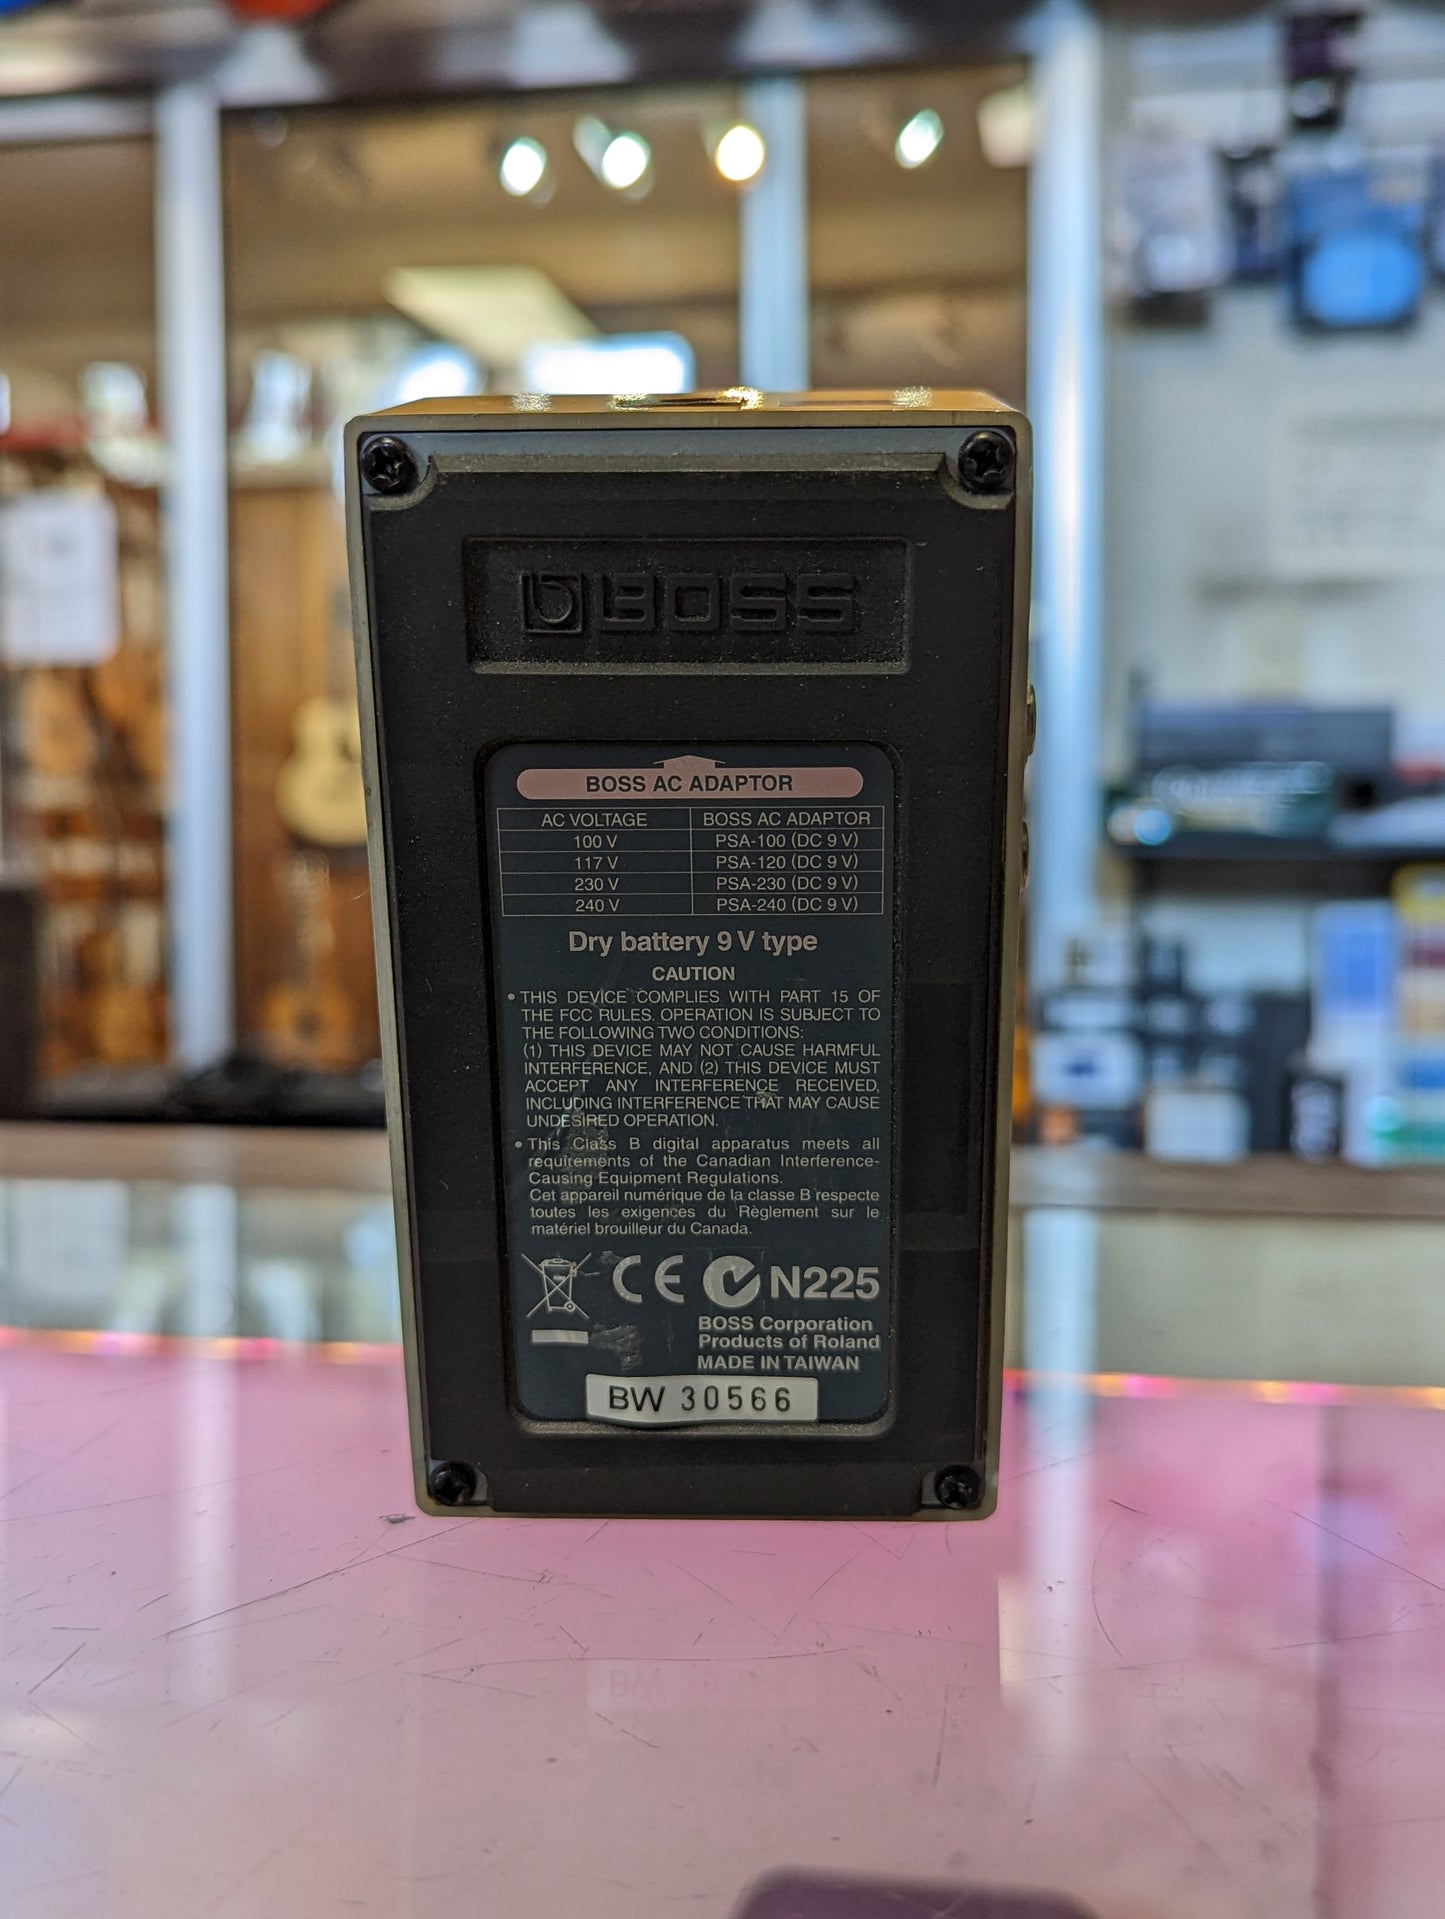 BOSS
BOSS AC ADAPTOR
AC VOLTAGE BOSS AC ADAPTOR
100 V PSA-100 (DC 9 V)
117 V PSA-120 (DC 9 V)
230 V PSA-230 (DC 9 V)
240 V PSA-240 (DC 9 V)
Dry battery 9 V type
CAUTION
• THIS DEVICE COMPLIES WITH PART 15 OF
THE FCC RULES. OPERATION IS SUBJECT TO
THE FOLLOWING TWO CONDITIONS:
(1) THIS DEVICE MAY NOT CAUSE HARMFUL
INTERFERENCE, AND (2) THIS DEVICE MUST
ACCEPT ANY INTERFERENCE RECEIVED,
INCLUDING INTERFERENCE THAT MAY CAUSE
UNDESIRED OPERATION.
• This Class B digital apparatus meets all
requirements of the Canadian Interference-
Causing Equipment Regulations.
Cet appareil numérique de la classe B respecte
toutes les exigences du Règlement sur le
matériel brouilleur du Canada.
CE N225
BOSS Corporation
Products of Roland
MADE IN TAIWAN
BW 30566